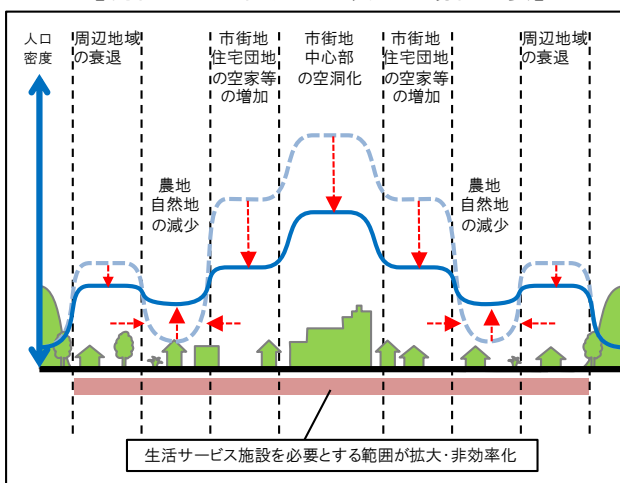 人口
密度
周辺地域
の衰退
市街地
住宅団地
の空家等
の増加
市街地
中心部
の空洞化
市街地
住宅団地
の空家等
の増加
周辺地域
の衰退
農地
自然地
の減少
農地
自然地
の減少
生活サービス施設を必要とする範囲が拡大・非効率化